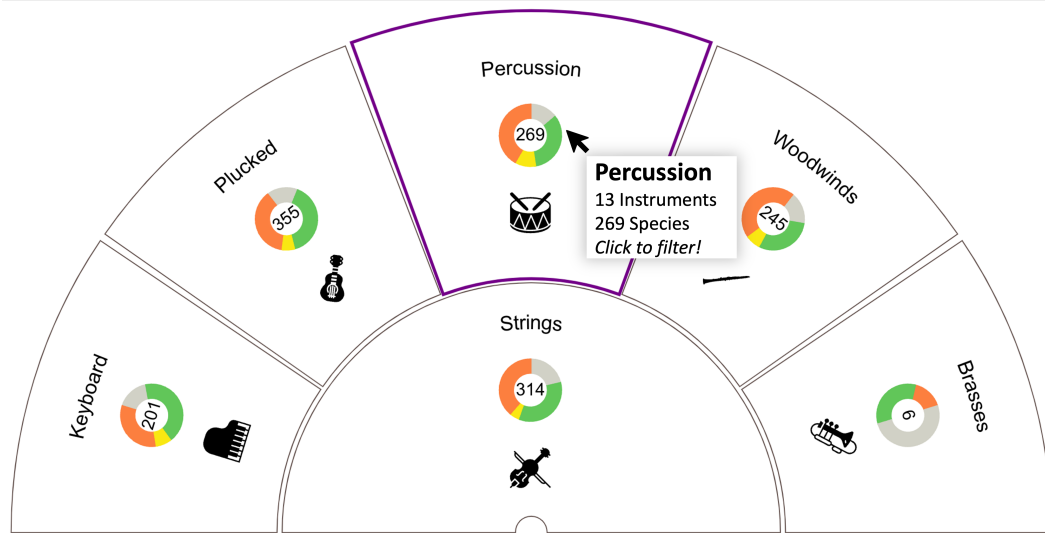 Percussion
269
Plucked
355
Woodwinds
245
Percussion
13 Instruments
269 Species
Click to filter!
Keyboard
201
Strings
314
Brasses
6